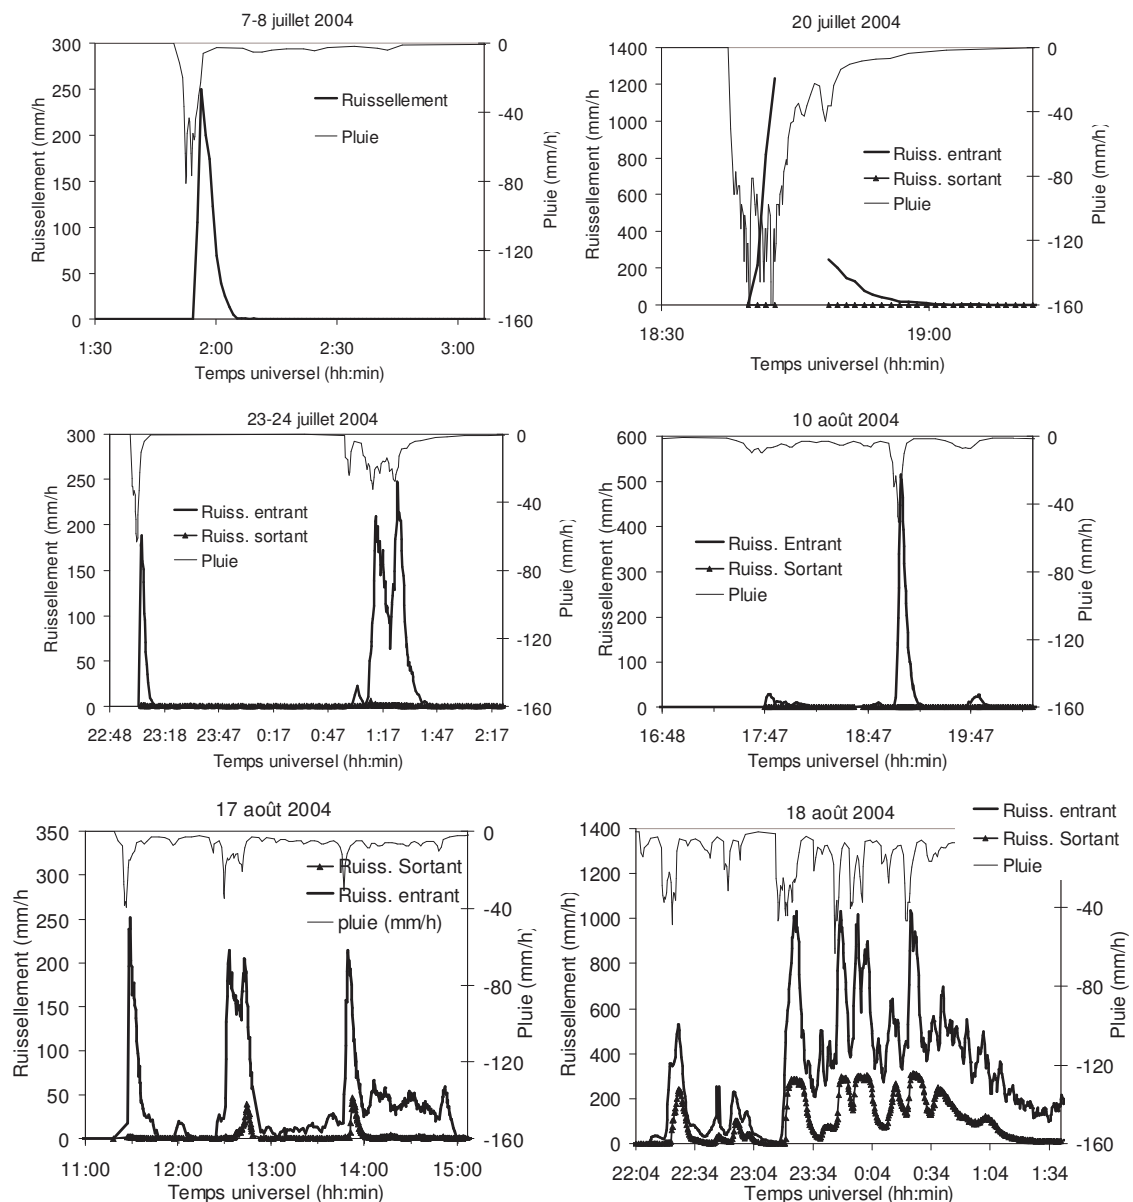 7-8 juillet 2004
300
250
200
150
100
50
0
Ruissellement (mm/h)
Ruissellement
Pluie
0
-40
-80
-120
-160
Pluie (mm/h)
1:30 2:00 2:30 3:00
Temps universel (hh:min)
20 juillet 2004
1400
1200
1000
800
600
400
200
0
Ruissellement (mm/h)
Ruiss. entrant
Ruiss. sortant
Pluie
0
-40
-80
-120
-160
Pluie (mm/h)
18:30 19:00
Temps universel (hh:min)
23-24 juillet 2004
300
250
200
150
100
50
0
Ruissellement (mm/h
Ruiss. entrant
Ruiss. sortant
Pluie
0
-40
-80
-120
-160
Pluie (mm/h)
22:48 23:18 23:47 0:17 0:47 1:17 1:47 2:17
Temps universel (hh:min)
10 août 2004
600
500
400
300
200
100
0
Ruissellement (mm/h)
Ruiss. Entrant
Ruiss. Sortant
Pluie
0
-40
-80
-120
-160
Pluie (mm/h)
16:48 17:47 18:47 19:47
Temps universel (hh:min)
17 août 2004
350
300
250
200
150
100
50
0
Ruissellement (mm/h)
Ruiss. Sortant
Ruiss. entrant
pluie (mm/h)
0
-40
-80
-120
-160
Pluie (mm/h)
11:00 12:00 13:00 14:00 15:00
Temps universel (hh:min)
18 août 2004
1400
1200
1000
800
600
400
200
0
Ruissellement (mm/h)
Ruiss. entrant
Ruiss. Sortant
Pluie
0
-40
-80
-120
-160
Pluie (mm/h)
22:04 22:34 23:04 23:34 0:04 0:34 1:04 1:34
Temps universel (hh:min)